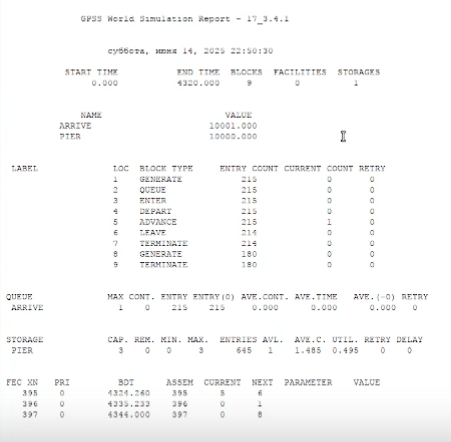 GPSS World Simulation Report - 17_3.4.1
суббота, июня 14, 2025 22:50:30
START TIME END TIME BLOCKS FACILITIES STORAGES
0.000 4320.000 9 0 1
NAME VALUE
ARRIVE 10001.000
PIER 10000.000
LABEL LOC BLOCK TYPE ENTRY COUNT CURRENT COUNT RETRY
1 GENERATE 215 0 0
2 QUEUE 215 0 0
3 ENTER 215 0 0
4 DEPART 215 0 0
5 ADVANCE 215 1 0
6 LEAVE 214 0 0
7 TERMINATE 214 0 0
8 GENERATE 180 0 0
9 TERMINATE 180 0 0
QUEUE MAX CONT. ENTRY ENTRY(0) AVE.CONT. AVE.TIME AVE.(-0) RETRY
ARRIVE 1 0 215 215 0.000 0.000 0.000 0
STORAGE CAP. REM. MIN. MAX. ENTRIES AVL. AVE.C. UTIL. RETRY DELAY
PIER 3 0 0 3 645 1 1.485 0.495 0 0
FEC XN PRI BDT ASSEM CURRENT NEXT PARAMETER VALUE
395 0 4324.260 395 5 6
396 0 4335.233 396 0 1
397 0 4344.000 397 0 8